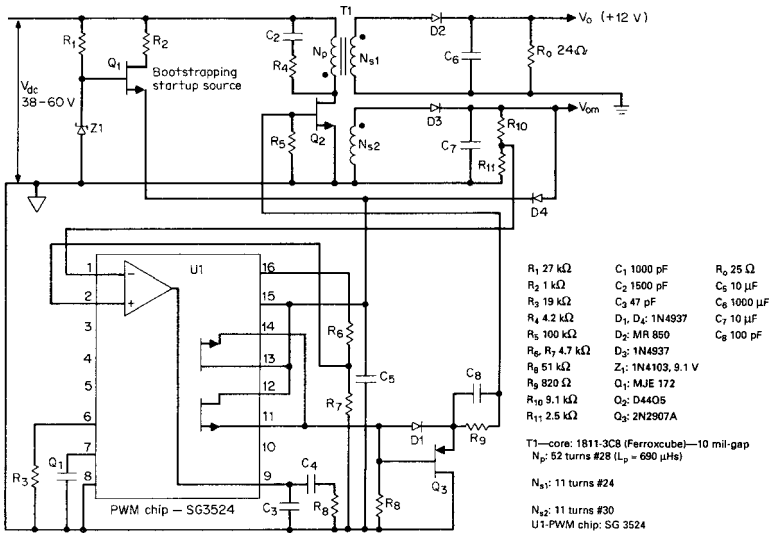 T1
D2
Vo (+12 V)
R1
R2
C2
Np
Ns1
C6
Ro 24Ω
Q1
R4
Bootstrapping
startup source
Vdc
38–60 V
Z1
R5
Q2
D3
Vom
R10
Ns2
C7
R11
D4
U1
1
2
3
4
5
6
7
8
16
15
14
13
12
11
10
9
R6
R7
C5
C8
D1
R9
Q3
R3
Q1
C4
C3
R8
R8
PWM chip – SG3524
R1 27 kΩ C1 1000 pF Ro 25 Ω
R2 1 kΩ C2 1500 pF C5 10 μF
R3 19 kΩ C3 47 pF C6 1000 μF
R4 4.2 kΩ D1, D4: 1N4937 C7 10 μF
R5 100 kΩ D2: MR 850 C8 100 pF
R6, R7 4.7 kΩ D3: 1N4937
R8 51 kΩ Z1: 1N4103, 9.1 V
R9 820 Ω Q1: MJE 172
R10 9.1 kΩ Q2: D44O5
R11 2.5 kΩ Q3: 2N2907A
T1—core: 1811-3C8 (Ferroxcube)—10 mil-gap
Np: 52 turns #28 (Lp = 690 μHs)
Ns1: 11 turns #24
Ns2: 11 turns #30
U1-PWM chip: SG 3524